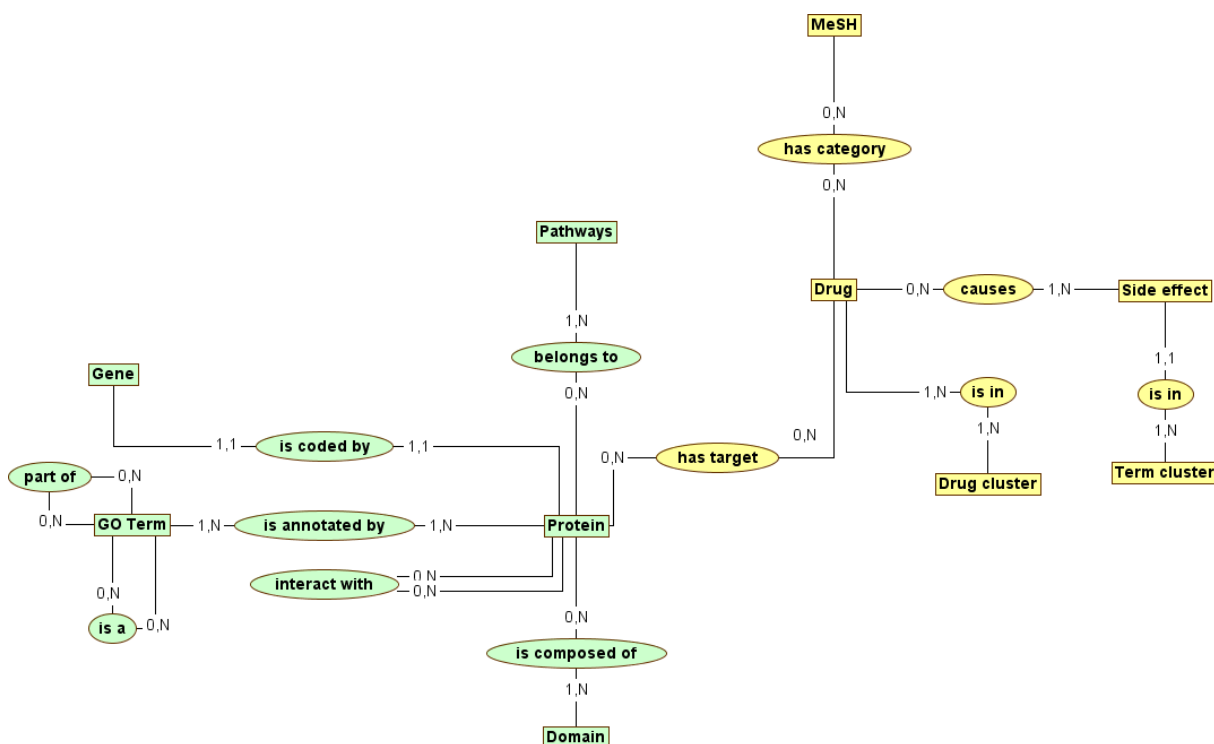 MeSH
0,N
has category
0,N
Pathways
Drug
0,N
causes
1,N
Side effect
1,N
belongs to
0,N
Gene
1,1
is in
1,N
is in
1,N
1,N
0,N
1,1
is coded by
1,1
0,N
has target
part of
0,N
Drug cluster
Term cluster
0,N
GO Term
1,N
is annotated by
1,N
Protein
interact with
0,N
0,N
0,N
is a
0,N
0,N
is composed of
1,N
Domain